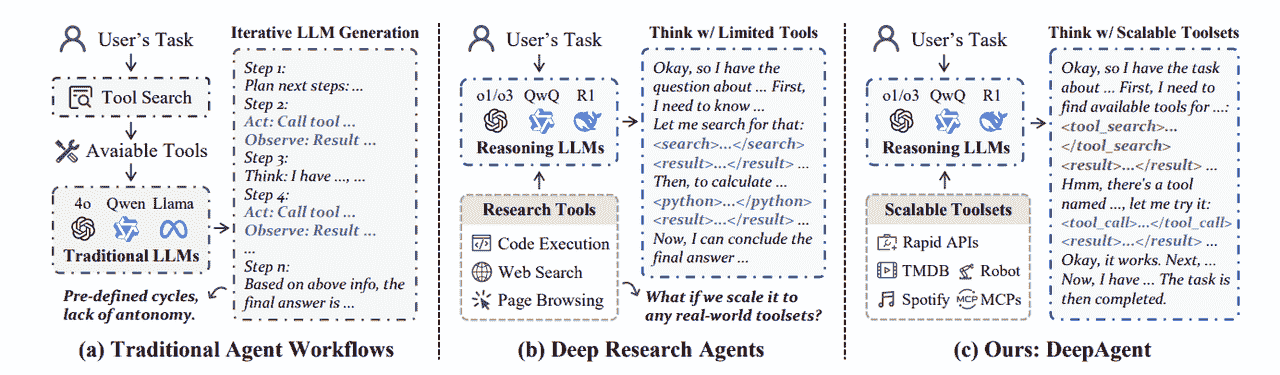 User's Task
Tool Search
Avaiable Tools
4o Qwen Llama
Traditional LLMs
Pre-defined cycles,
lack of antonomy.
Iterative LLM Generation
Step 1:
Plan next steps: ...
Step 2:
Act: Call tool ...
Observe: Result ...
Step 3:
Think: I have ..., ...
Step 4:
Act: Call tool ...
Observe: Result ...
...
Step n:
Based on above info, the
final answer is ...
(a) Traditional Agent Workflows
User's Task
o1/o3 QwQ R1
Reasoning LLMs
Research Tools
Code Execution
Web Search
Page Browsing
Think w/ Limited Tools
Okay, so I have the
question about ... First,
I need to know ...
Let me search for that:
<search>...</search>
<result>...</result> ...
Then, to calculate ...
<python>...</python>
<result>...</result> ...
Now, I can conclude the
final answer ...
What if we scale it to
any real-world toolsets?
(b) Deep Research Agents
User's Task
o1/o3 QwQ R1
Reasoning LLMs
Scalable Toolsets
Rapid APIs
TMDB Robot
Spotify MCP MCPs
Think w/ Scalable Toolsets
Okay, so I have the task
about ... First, I need to
find available tools for ...:
<tool_search>...
</tool_search>
<result>...</result> ...
Hmm, there's a tool
named ..., let me try it:
<tool_call>...</tool_call>
<result>...</result> ...
Okay, it works. Next, ...
Now, I have ... The task is
then completed.
(c) Ours: DeepAgent